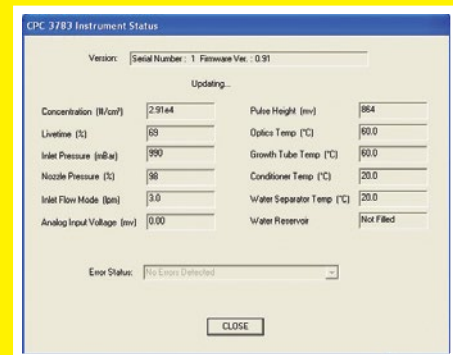 CPC 3783 Instrument Status
Version: Serial Number : 1 Firmware Ver. : 0.91
Updating...
Concentration (#/cm³) 2.91e4 Pulse Height (mv) 864
Livetime (%) 69 Optics Temp (°C) 60.0
Inlet Pressure (mBar) 990 Growth Tube Temp (°C) 60.0
Nozzle Pressure (%) 98 Conditioner Temp (°C) 20.0
Inlet Flow Mode (lpm) 3.0 Water Separator Temp (°C) 20.0
Analog Input Voltage (mv) 0.00 Water Reservoir Not Filled
Error Status: No Errors Detected
CLOSE